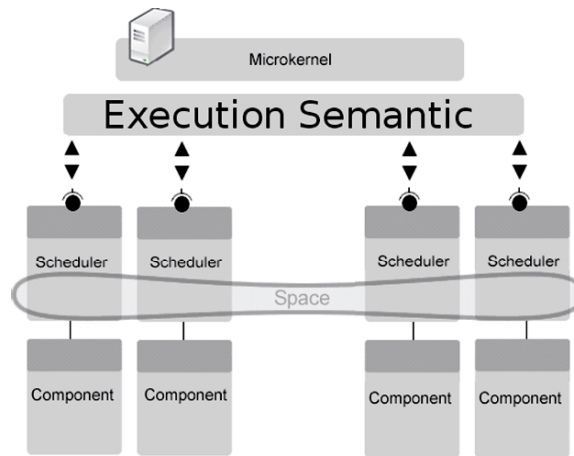 Microkernel
Execution Semantic
Scheduler Scheduler Scheduler Scheduler
Space
Component Component Component Component